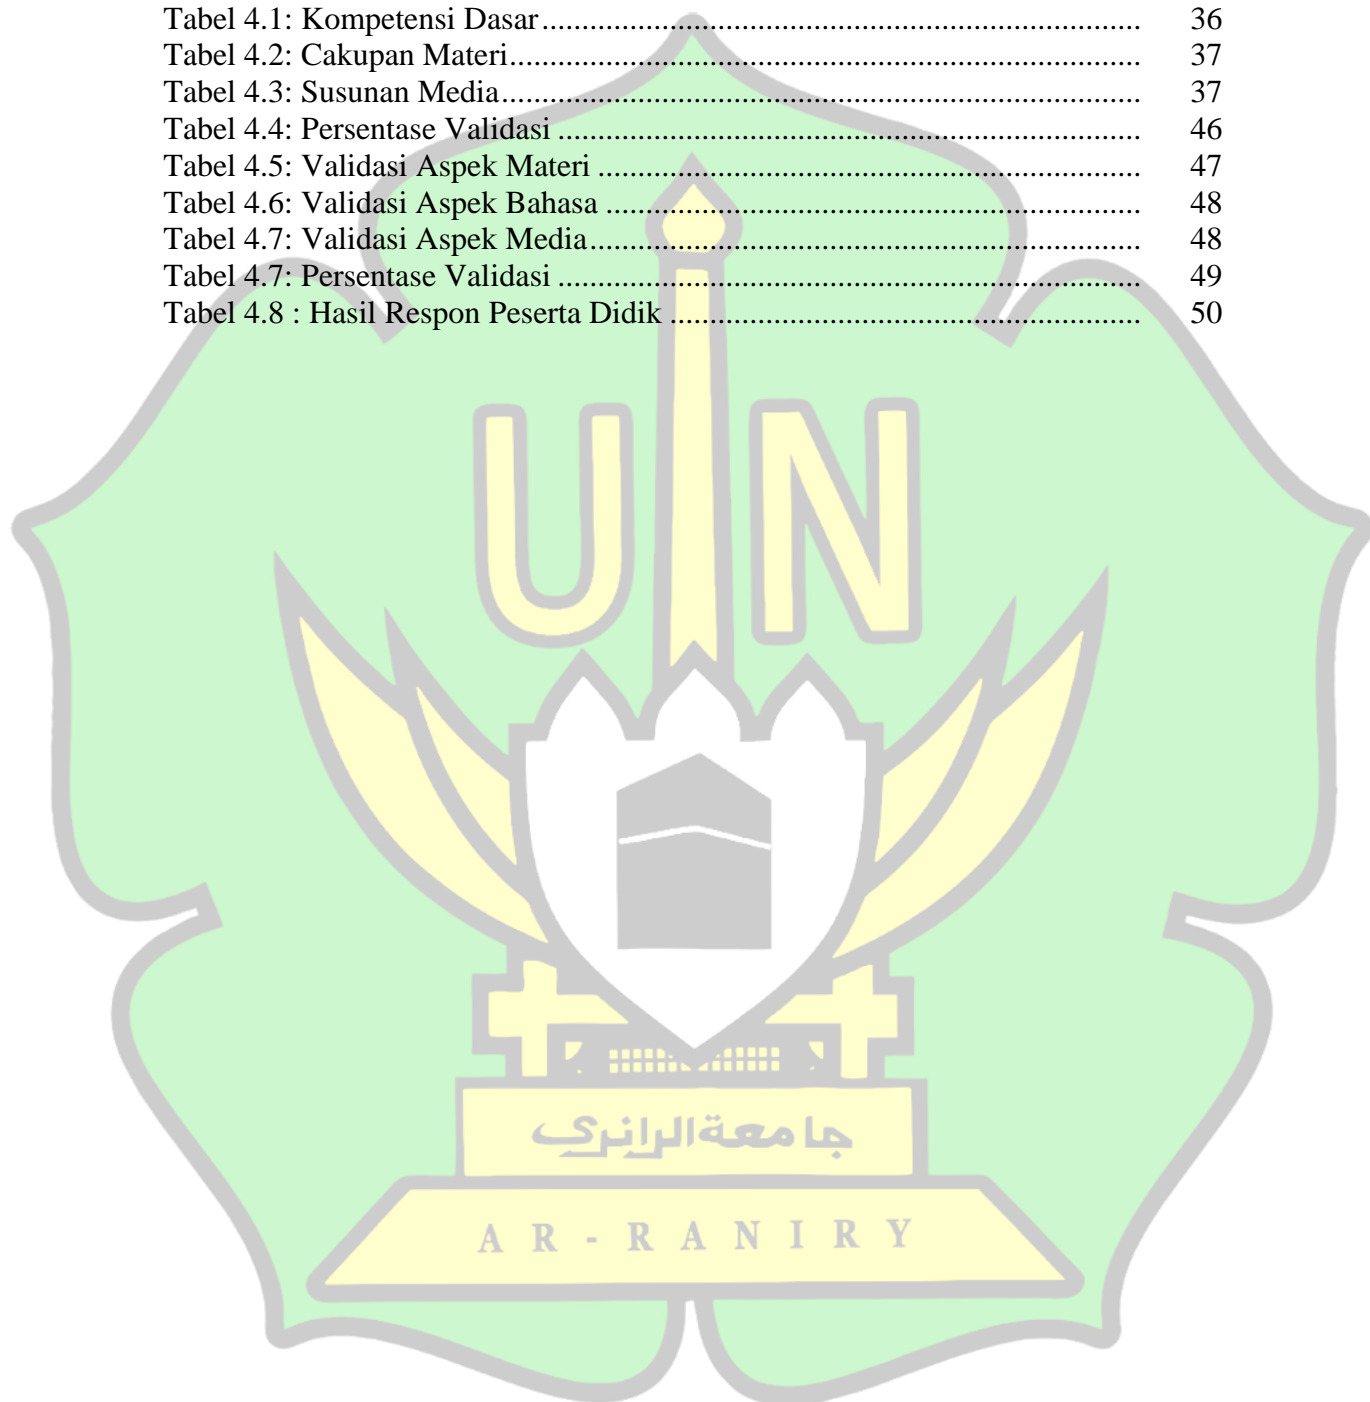 Tabel 4.1: Kompetensi Dasar........................................................................... 36
Tabel 4.2: Cakupan Materi............................................................................... 37
Tabel 4.3: Susunan Media................................................................................ 37
Tabel 4.4: Persentase Validasi ......................................................................... 46
Tabel 4.5: Validasi Aspek Materi .................................................................... 47
Tabel 4.6: Validasi Aspek Bahasa ................................................................... 48
Tabel 4.7: Validasi Aspek Media..................................................................... 48
Tabel 4.7: Persentase Validasi ......................................................................... 49
Tabel 4.8 : Hasil Respon Peserta Didik ........................................................... 50
UIN
جامعةالرانرى
AR-RANIRY